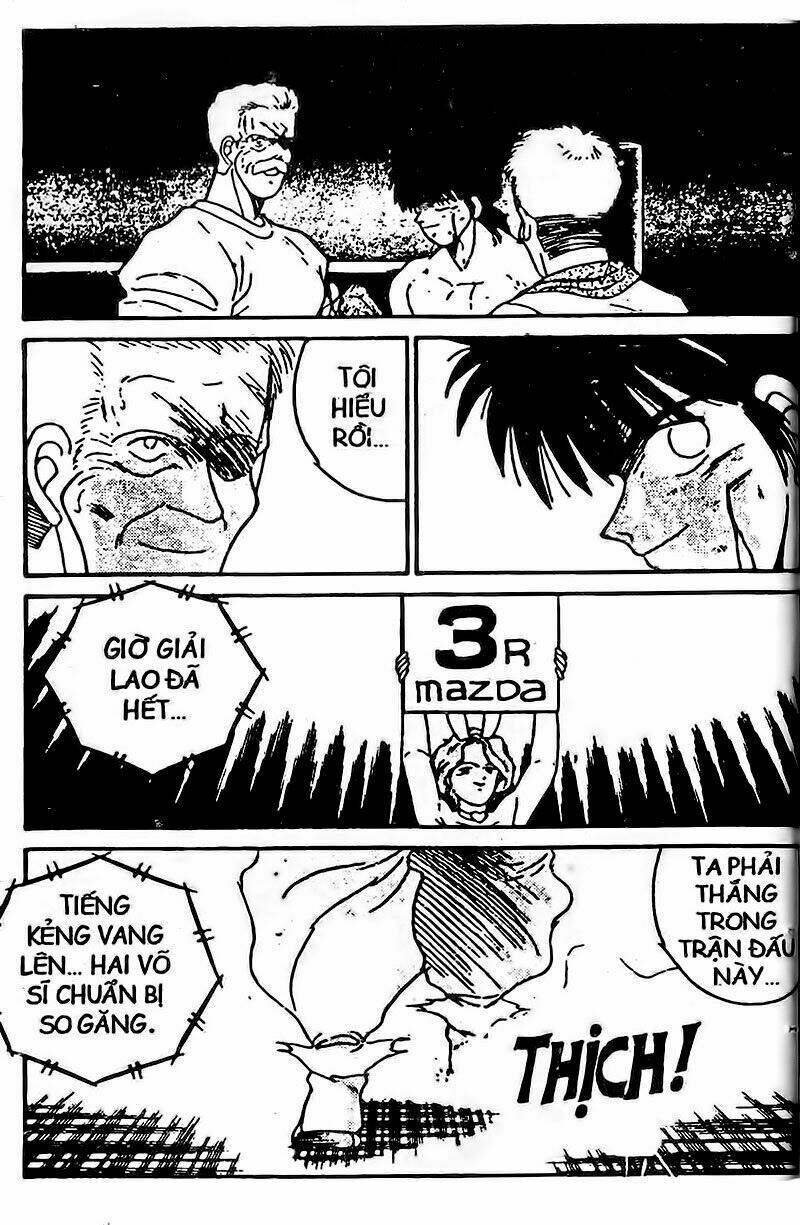 TÔI
HIỂU
RỒI...
GIỜ GIẢI
LAO ĐÃ
HẾT...
3R
mazda
TIẾNG
KẺNG VANG
LÊN... HAI VÕ
SĨ CHUẨN BỊ
SO GĂNG.
TA PHẢI
THẮNG
TRONG
TRẬN ĐẤU
NÀY...
THỊCH!